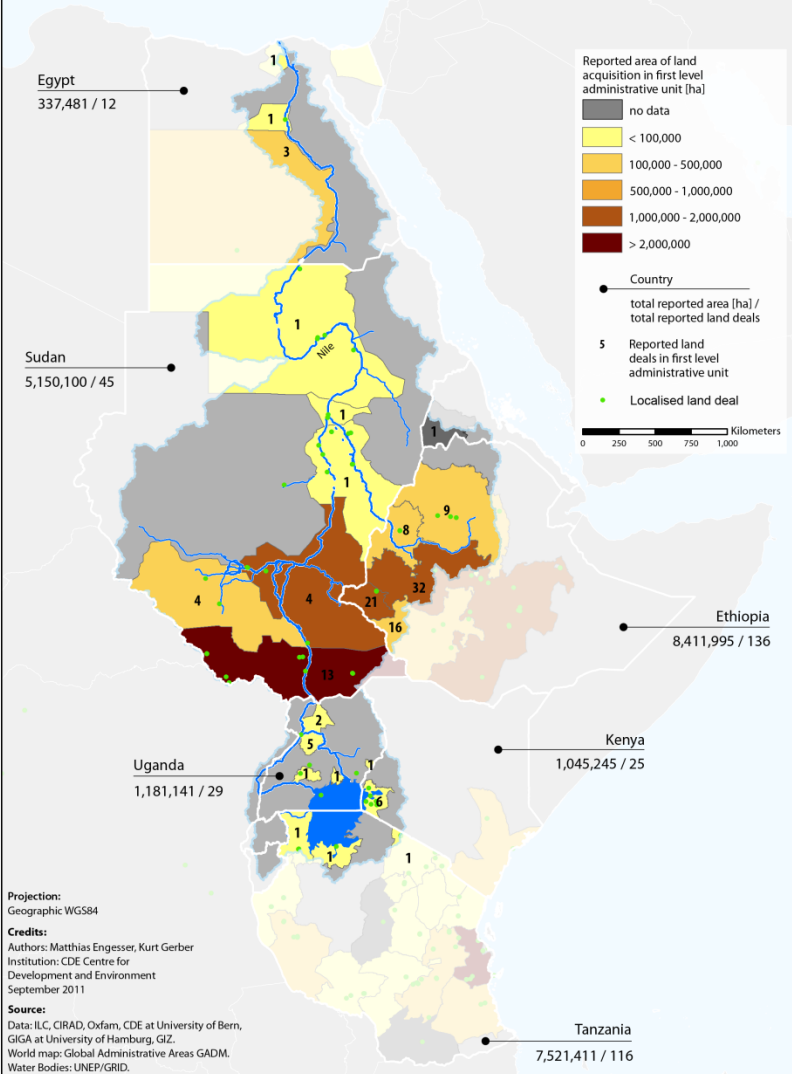 Egypt
337,481 / 12
Sudan
5,150,100 / 45
Uganda
1,181,141 / 29
Ethiopia
8,411,995 / 136
Kenya
1,045,245 / 25
Tanzania
7,521,411 / 116
1
1
3
1
Nile
1
1
1
9
8
4
4
21
32
16
13
2
5
1
1
1
6
1
1
1
Reported area of land
acquisition in first level
administrative unit [ha]
no data
< 100,000
100,000 - 500,000
500,000 - 1,000,000
1,000,000 - 2,000,000
> 2,000,000
Country
total reported area [ha] /
total reported land deals
5 Reported land
deals in first level
administrative unit
Localised land deal
Kilometers
0 250 500 750 1,000
Projection:
Geographic WGS84
Credits:
Authors: Matthias Engesser, Kurt Gerber
Institution: CDE Centre for
Development and Environment
September 2011
Source:
Data: ILC, CIRAD, Oxfam, CDE at University of Bern,
GIGA at University of Hamburg, GIZ.
World map: Global Administrative Areas GADM.
Water Bodies: UNEP/GRID.